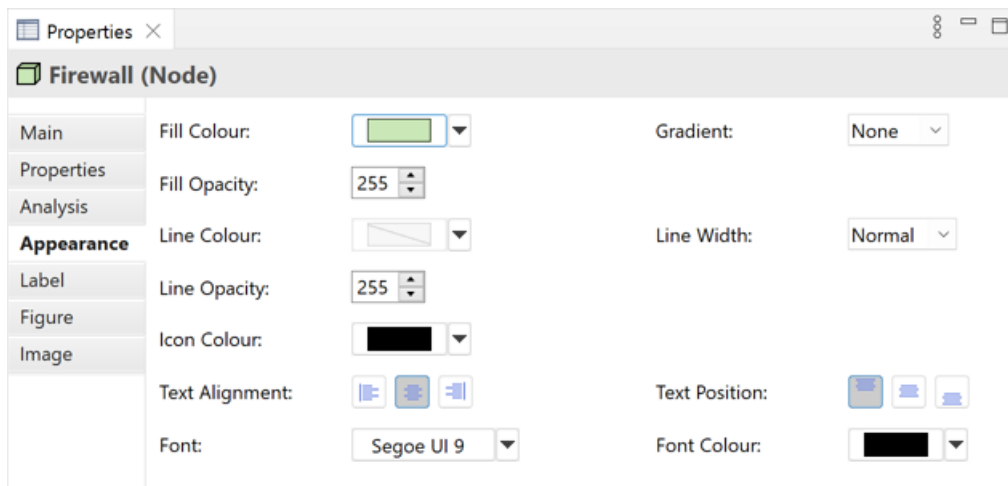 Properties
Firewall (Node)
Main
Properties
Analysis
Appearance
Label
Figure
Image
Fill Colour:
Gradient: None
Fill Opacity: 255
Line Colour:
Line Width: Normal
Line Opacity: 255
Icon Colour:
Text Alignment:
Text Position:
Font: Segoe UI 9
Font Colour: